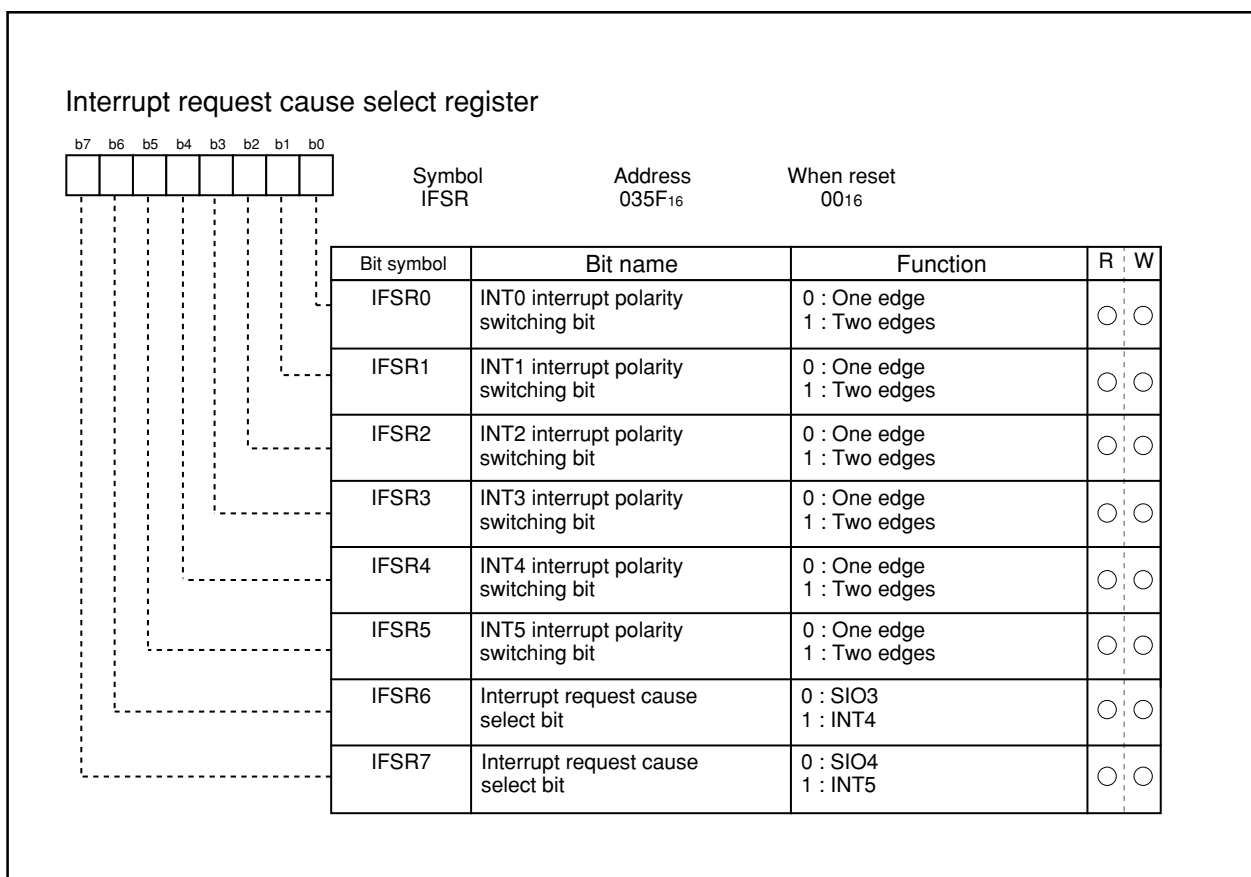 Interrupt request cause select register
b7 b6 b5 b4 b3 b2 b1 b0
Symbol Address When reset
IFSR 035F16 0016
Bit symbol Bit name Function R W
IFSR0 INT0 interrupt polarity 0 : One edge
switching bit 1 : Two edges
IFSR1 INT1 interrupt polarity 0 : One edge
switching bit 1 : Two edges
IFSR2 INT2 interrupt polarity 0 : One edge
switching bit 1 : Two edges
IFSR3 INT3 interrupt polarity 0 : One edge
switching bit 1 : Two edges
IFSR4 INT4 interrupt polarity 0 : One edge
switching bit 1 : Two edges
IFSR5 INT5 interrupt polarity 0 : One edge
switching bit 1 : Two edges
IFSR6 Interrupt request cause 0 : SIO3
select bit 1 : INT4
IFSR7 Interrupt request cause 0 : SIO4
select bit 1 : INT5